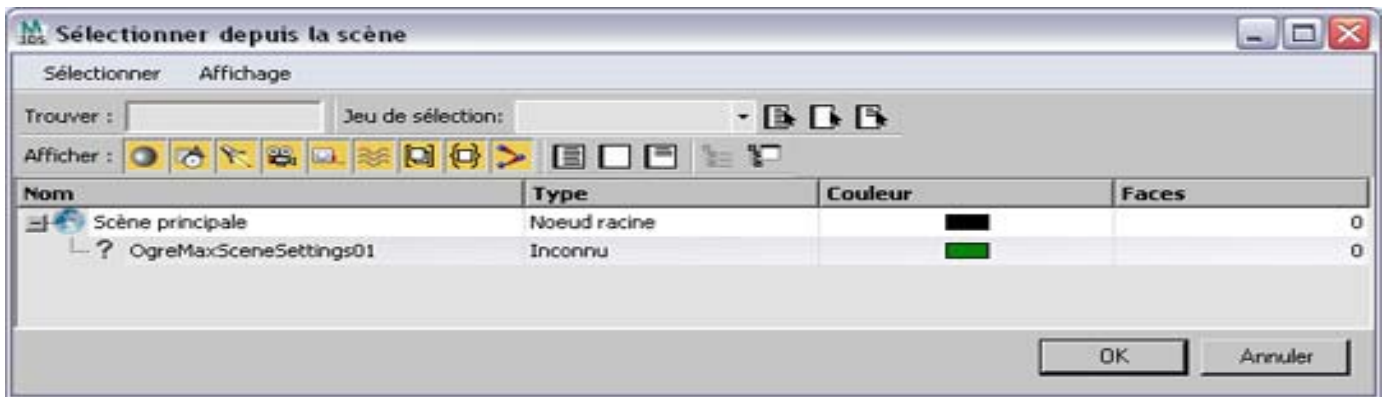 Sélectionner depuis la scène
Sélectionner Affichage
Trouver : Jeu de sélection:
Afficher :
Nom Type Couleur Faces
Scène principale Noeud racine 0
? OgreMaxSceneSettings01 Inconnu 0
OK Annuler